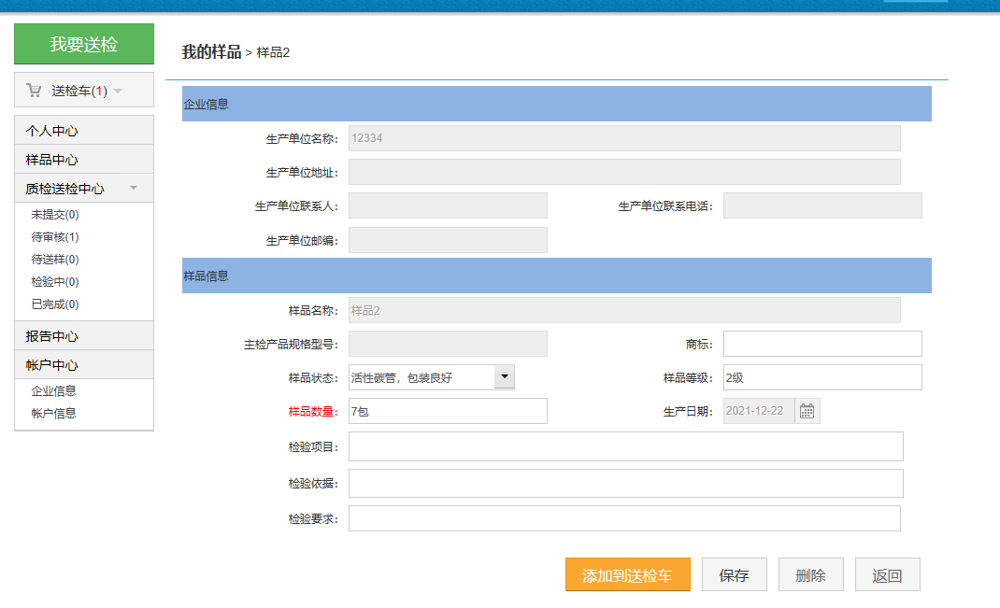 我要送检
送检车(1)
个人中心
样品中心
质检送检中心
未提交(0)
待审核(1)
待送样(0)
检验中(0)
已完成(0)
报告中心
帐户中心
企业信息
帐户信息
我的样品 > 样品2
企业信息
生产单位名称: 12334
生产单位地址:
生产单位联系人: 生产单位联系电话:
生产单位邮编:
样品信息
样品名称: 样品2
主检产品规格型号: 商标:
样品状态: 活性碳管，包装良好 样品等级: 2级
样品数量: 7包 生产日期: 2021-12-22
检验项目:
检验依据:
检验要求:
添加到送检车 保存 删除 返回